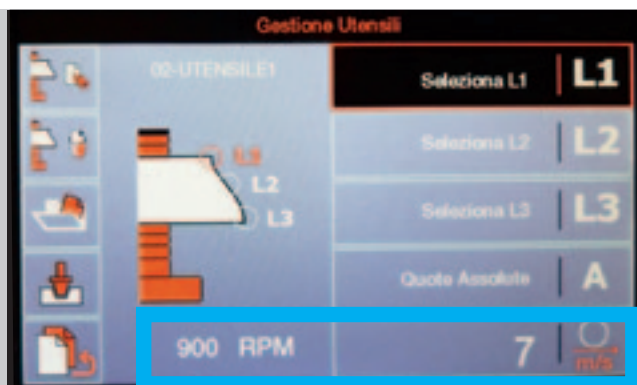 Gestione Utensili
02-UTENSILE1
Seleziona L1 L1
L1
Seleziona L2 L2
L2
Seleziona L3 L3
L3
Quote Assolute A
900 RPM 7 m/s